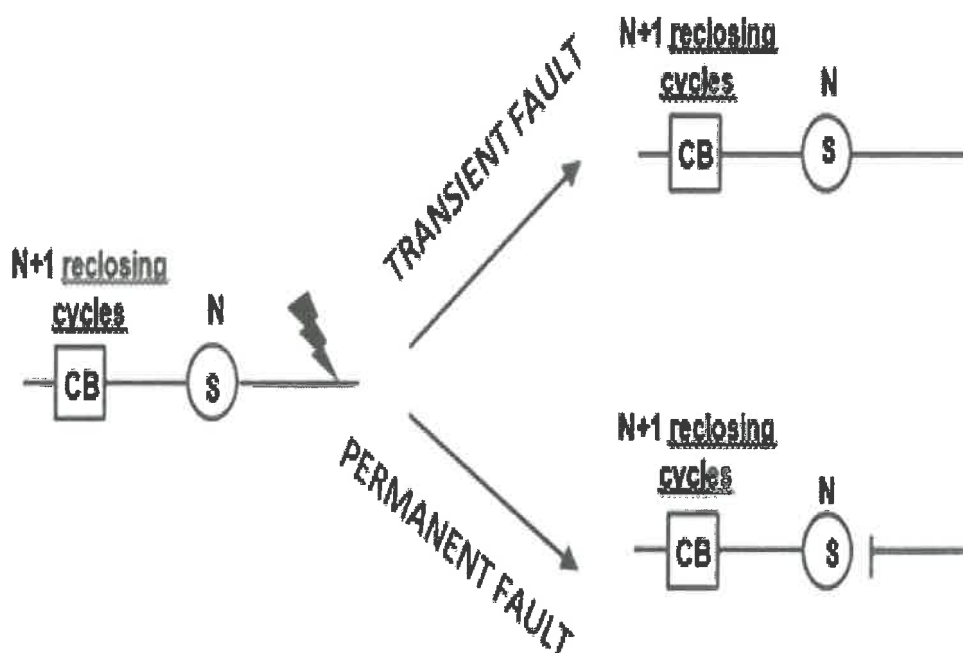 N+1 reclosing
cycles
N
CB
S
TRANSIENT FAULT
N+1 reclosing
cycles
N
CB
S
PERMANENT FAULT
N+1 reclosing
cycles
N
CB
S